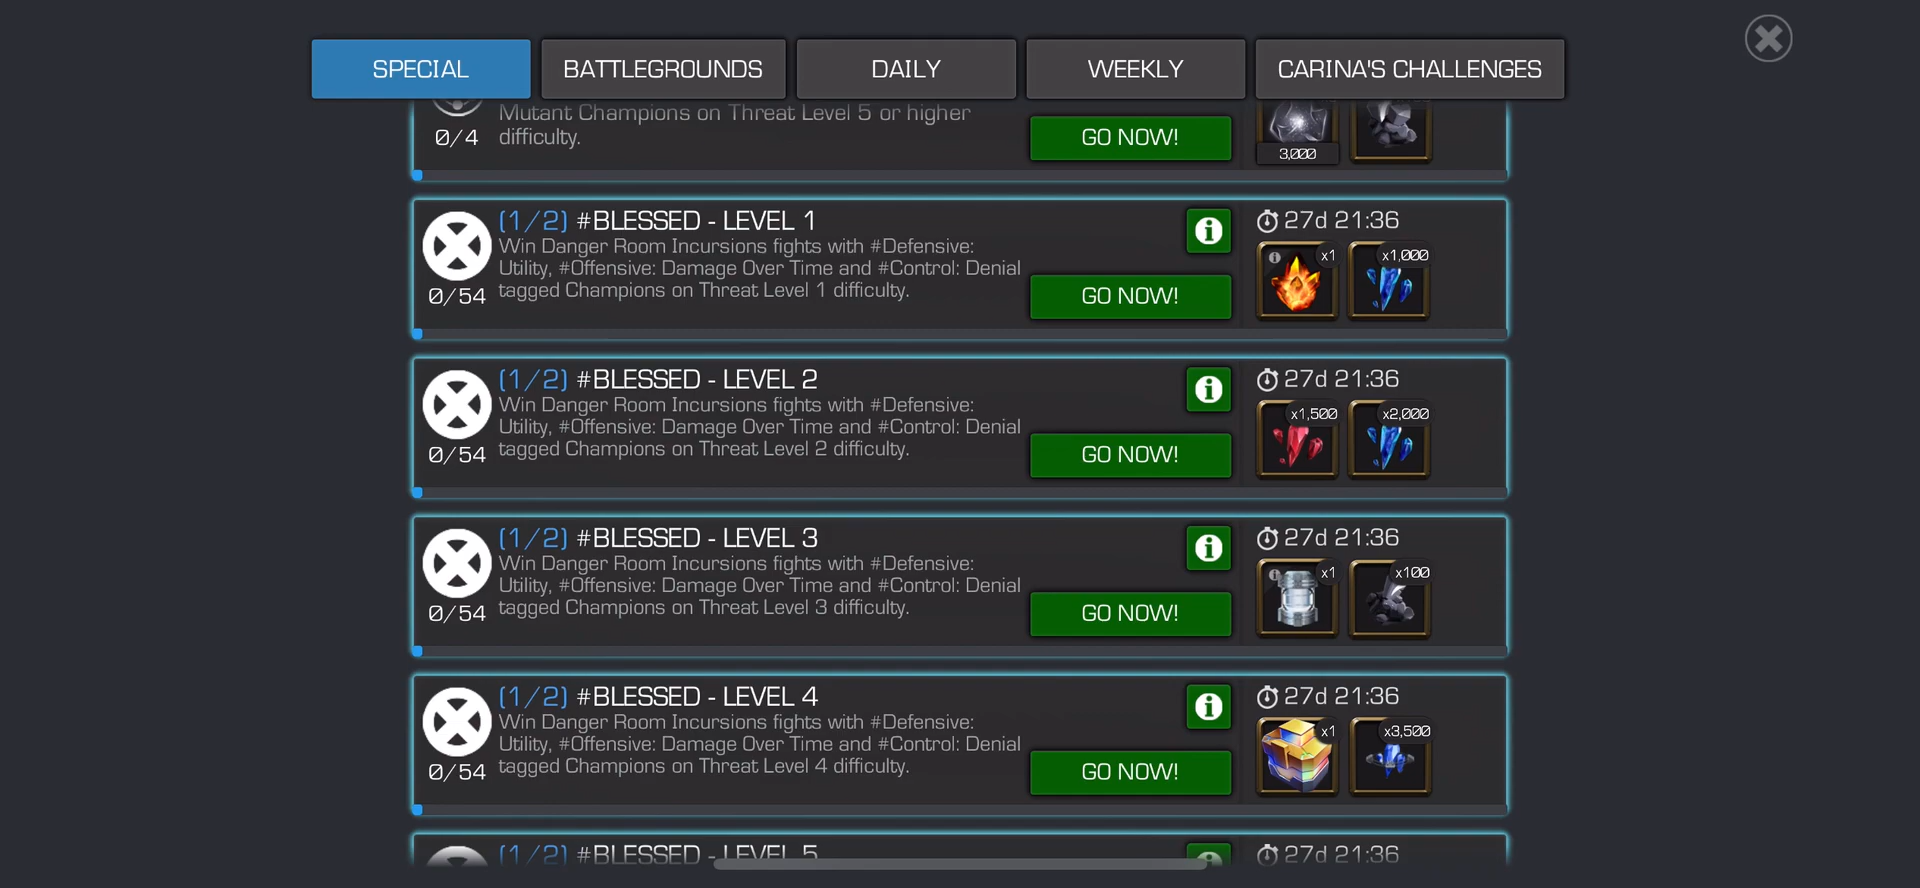 SPECIAL
BATTLEGROUNDS
DAILY
WEEKLY
CARINA'S CHALLENGES
Mutant Champions on Threat Level 5 or higher
difficulty.
0/4
GO NOW!
3,000
(1/2) #BLESSED - LEVEL 1
Win Danger Room Incursions fights with #Defensive:
Utility, #Offensive: Damage Over Time and #Control: Denial
tagged Champions on Threat Level 1 difficulty.
0/54
GO NOW!
27d 21:36
x1
x1,000
(1/2) #BLESSED - LEVEL 2
Win Danger Room Incursions fights with #Defensive:
Utility, #Offensive: Damage Over Time and #Control: Denial
tagged Champions on Threat Level 2 difficulty.
0/54
GO NOW!
27d 21:36
x1,500
x2,000
(1/2) #BLESSED - LEVEL 3
Win Danger Room Incursions fights with #Defensive:
Utility, #Offensive: Damage Over Time and #Control: Denial
tagged Champions on Threat Level 3 difficulty.
0/54
GO NOW!
27d 21:36
x1
x100
(1/2) #BLESSED - LEVEL 4
Win Danger Room Incursions fights with #Defensive:
Utility, #Offensive: Damage Over Time and #Control: Denial
tagged Champions on Threat Level 4 difficulty.
0/54
GO NOW!
27d 21:36
x1
x3,500
(1/2) #BLESSED - LEVEL 5
27d 21:36